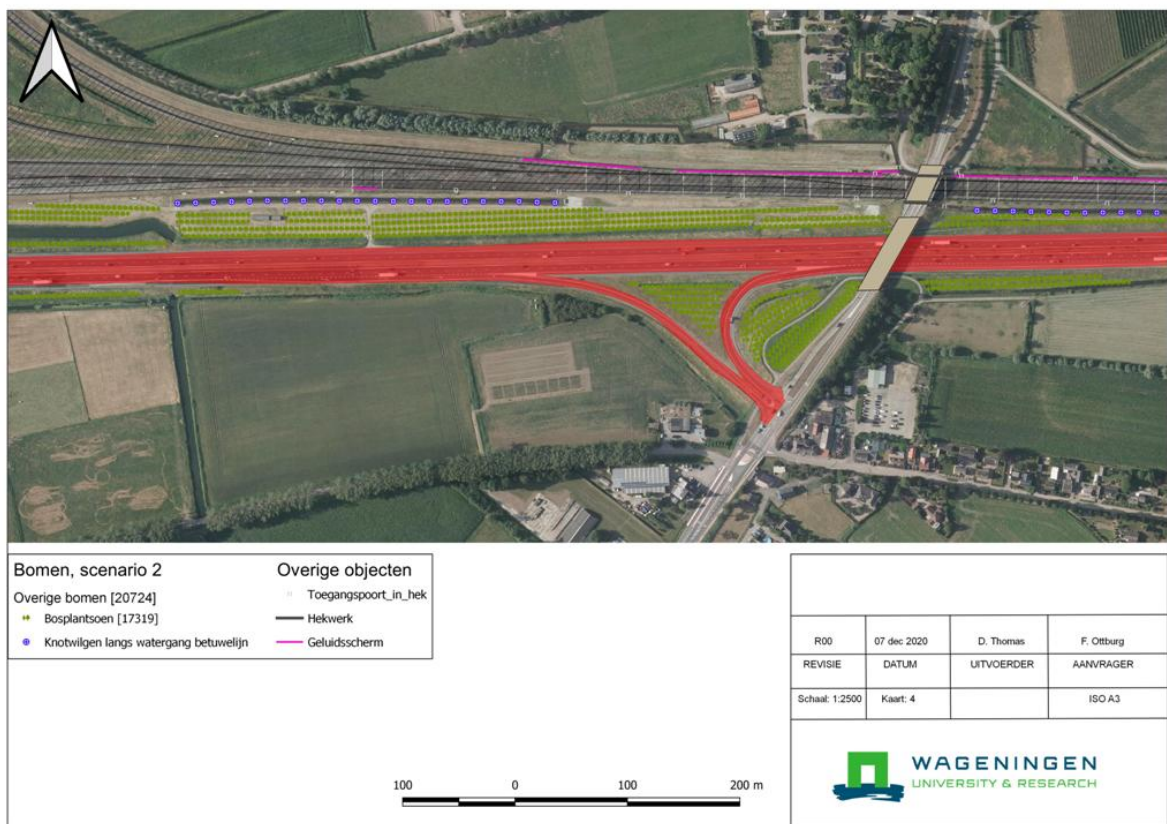 Bomen, scenario 2
Overige bomen [20724]
Bosplantsoen [17319]
Knotwilgen langs watergang betuwelijn
Overige objecten
Toegangspoort_in_hek
Hekwerk
Geluidsscherm
100 0 100 200 m
R00 07 dec 2020 D. Thomas F. Ottburg
REVISIE DATUM UITVOERDER AANVRAGER
Schaal: 1:2500 Kaart: 4 ISO A3
WAGENINGEN
UNIVERSITY & RESEARCH